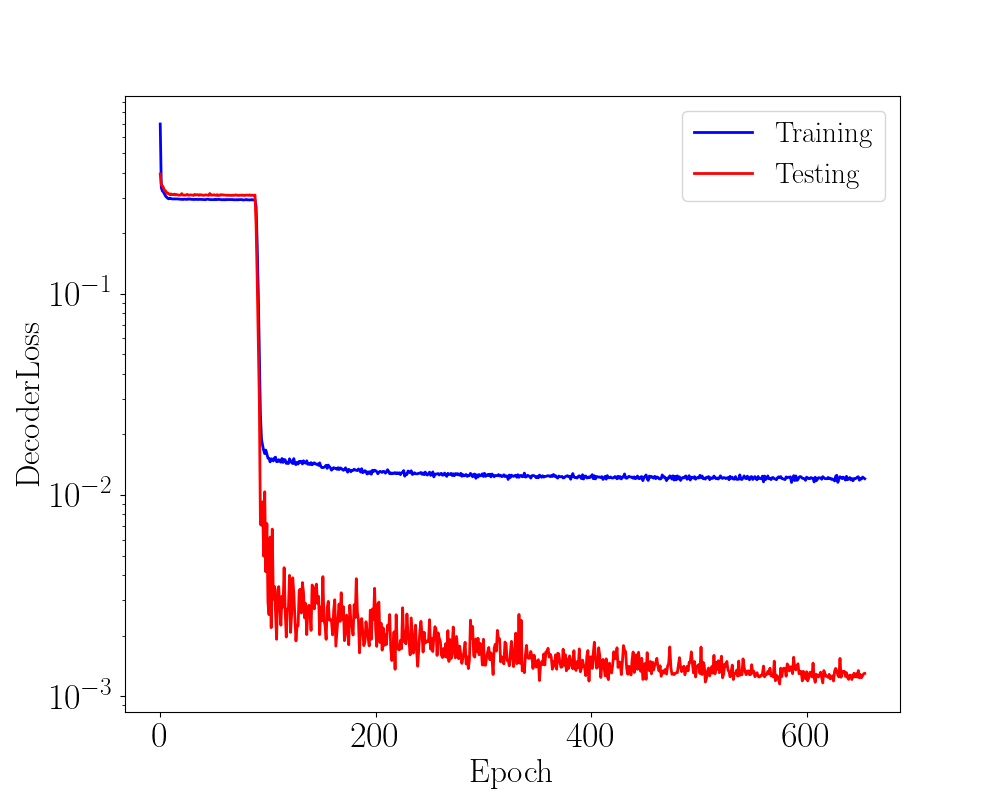 Training
Testing
10⁻¹
10⁻²
10⁻³
DecoderLoss
0 200 400 600
Epoch